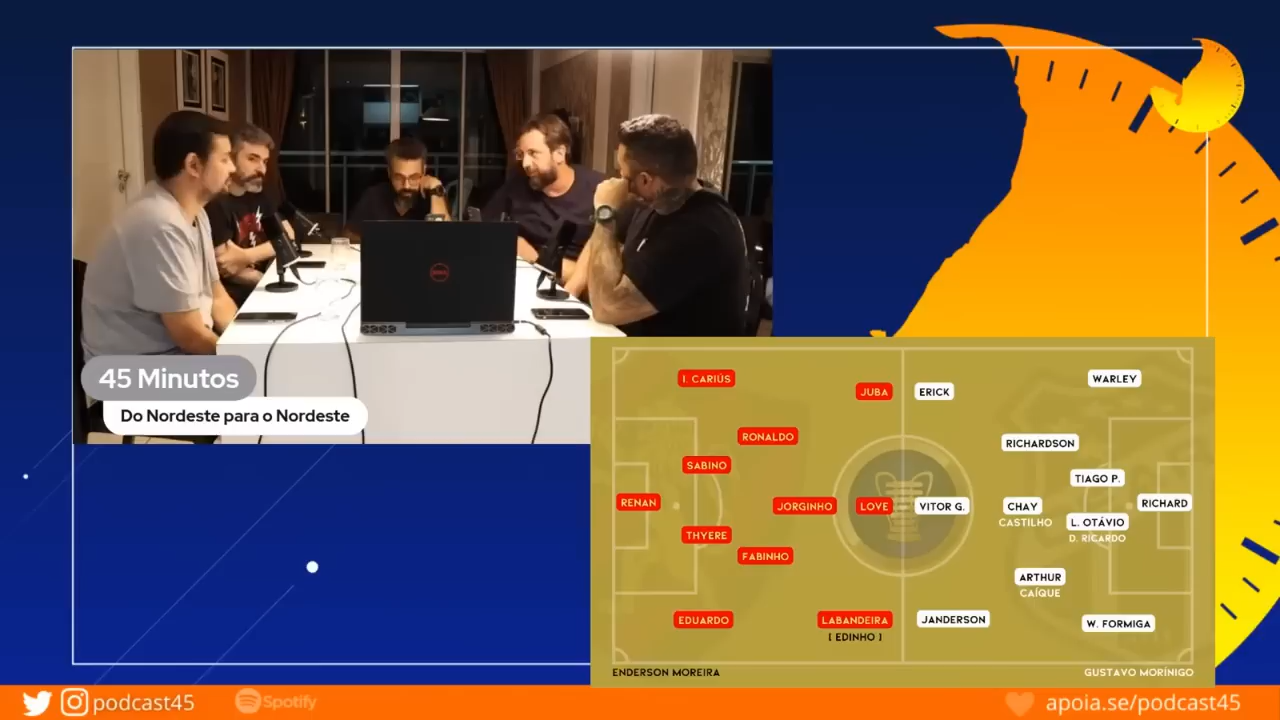 45 Minutos
Do Nordeste para o Nordeste
I. CARIÚS
JUBA
ERICK
WARLEY
RONALDO
RICHARDSON
SABINO
TIAGO P.
RENAN
JORGINHO
LOVE
VITOR G.
CHAY
CASTILHO
RICHARD
L. OTÁVIO
D. RICARDO
THYERE
FABINHO
ARTHUR
CAÍQUE
EDUARDO
LABANDEIRA
[ EDINHO ]
JANDERSON
W. FORMIGA
ENDERSON MOREIRA
GUSTAVO MORÍNIGO
podcast45
Spotify
apoia.se/podcast45